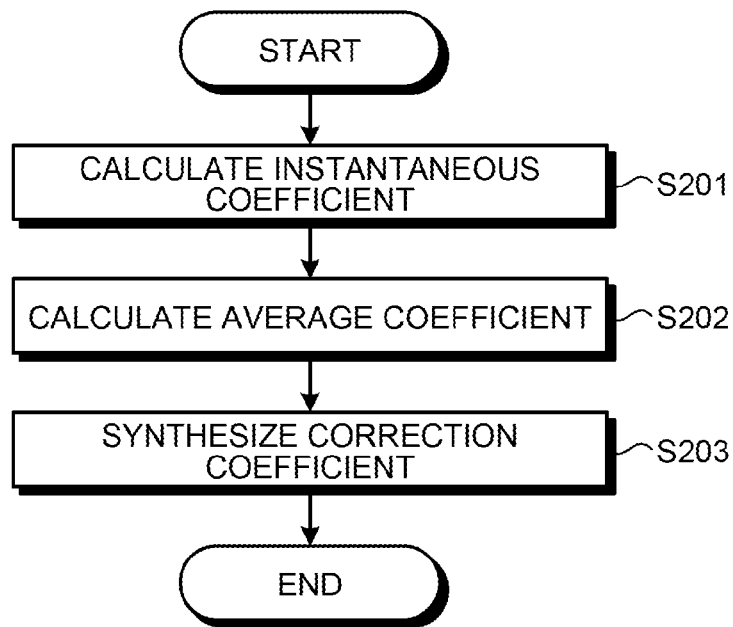 START
CALCULATE INSTANTANEOUS
COEFFICIENT
S201
CALCULATE AVERAGE COEFFICIENT
S202
SYNTHESIZE CORRECTION
COEFFICIENT
S203
END